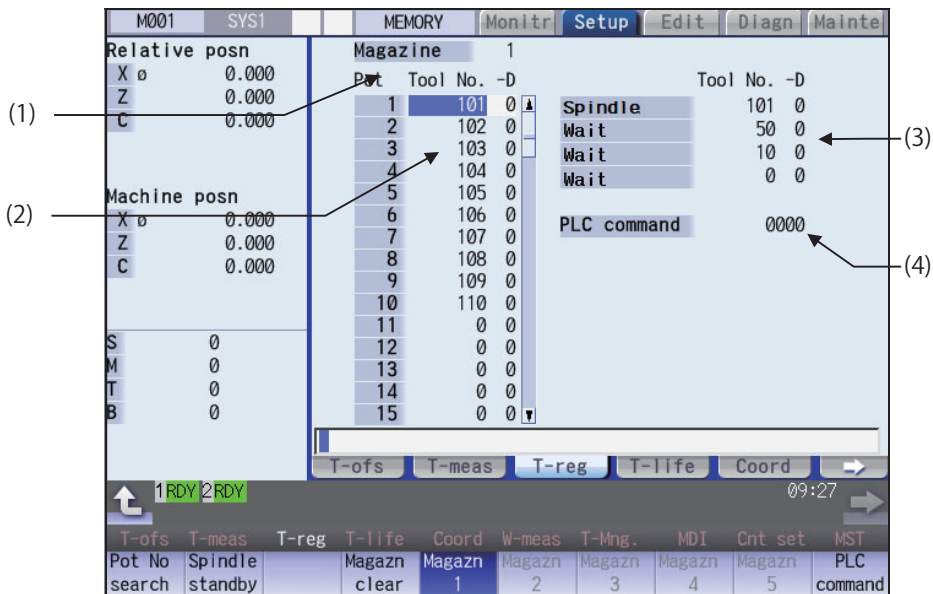 M001 SYS1 MEMORY Monitr Setup Edit Diagn Mainte
Relative posn
X ø 0.000
Z 0.000
C 0.000
Machine posn
X ø 0.000
Z 0.000
C 0.000
S 0
M 0
T 0
B 0
Magazine 1
Pot Tool No. -D
1 101 0
2 102 0
3 103 0
4 104 0
5 105 0
6 106 0
7 107 0
8 108 0
9 109 0
10 110 0
11 0 0
12 0 0
13 0 0
14 0 0
15 0 0
Tool No. -D
Spindle 101 0
Wait 50 0
Wait 10 0
Wait 0 0
PLC command 0000
(1)
(2)
(3)
(4)
T-ofs T-meas T-reg T-life Coord
1 RDY 2 RDY 09:27
T-ofs T-meas T-reg T-life Coord W-meas T-Mng. MDI Cnt set MST
Pot No Spindle Magazn Magazn Magazn Magazn Magazn Magazn PLC
search standby clear 1 2 3 4 5 command